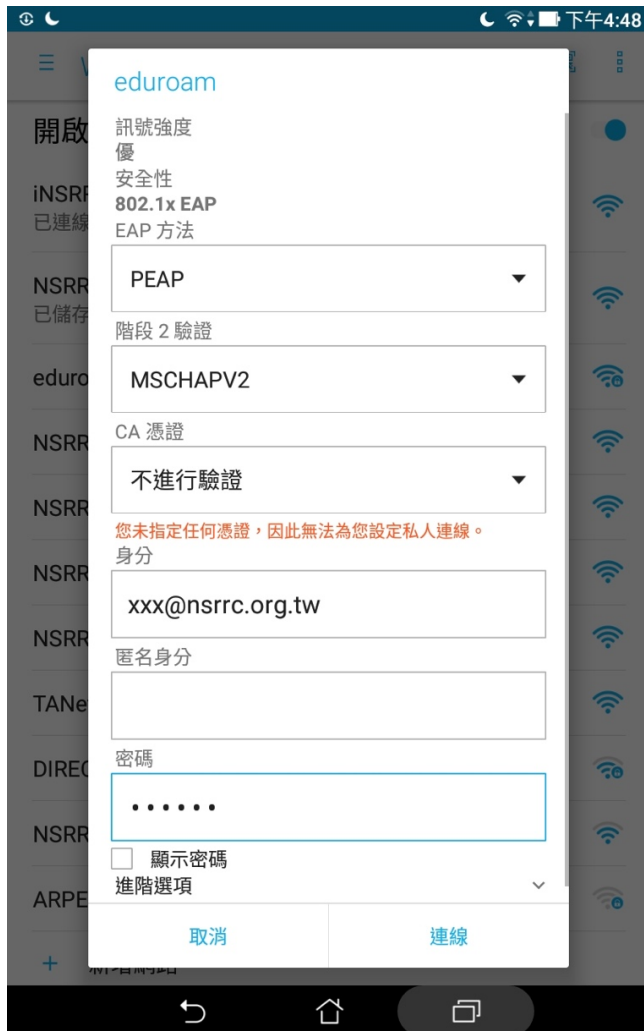 下午4:48
eduroam
訊號強度
優
安全性
802.1x EAP
EAP 方法
PEAP
階段 2 驗證
MSCHAPV2
CA 憑證
不進行驗證
您未指定任何憑證，因此無法為您設定私人連線。
身分
xxx@nsrrc.org.tw
匿名身分
密碼
••••••
顯示密碼
進階選項
取消
連線
開啟
iNSRR
已連線
NSRR
已儲存
eduro
NSRR
NSRR
NSRR
NSRR
TANe
DIREC
NSRR
ARPE
+ 新增網路